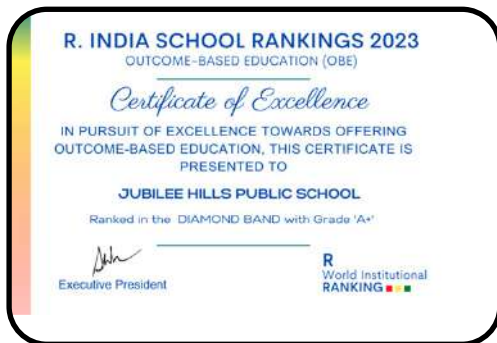 R. INDIA SCHOOL RANKINGS 2023
OUTCOME-BASED EDUCATION (OBE)
Certificate of Excellence
IN PURSUIT OF EXCELLENCE TOWARDS OFFERING
OUTCOME-BASED EDUCATION, THIS CERTIFICATE IS
PRESENTED TO
JUBILEE HILLS PUBLIC SCHOOL
Ranked in the DIAMOND BAND with Grade 'A+'
Executive President
R
World Institutional
RANKING